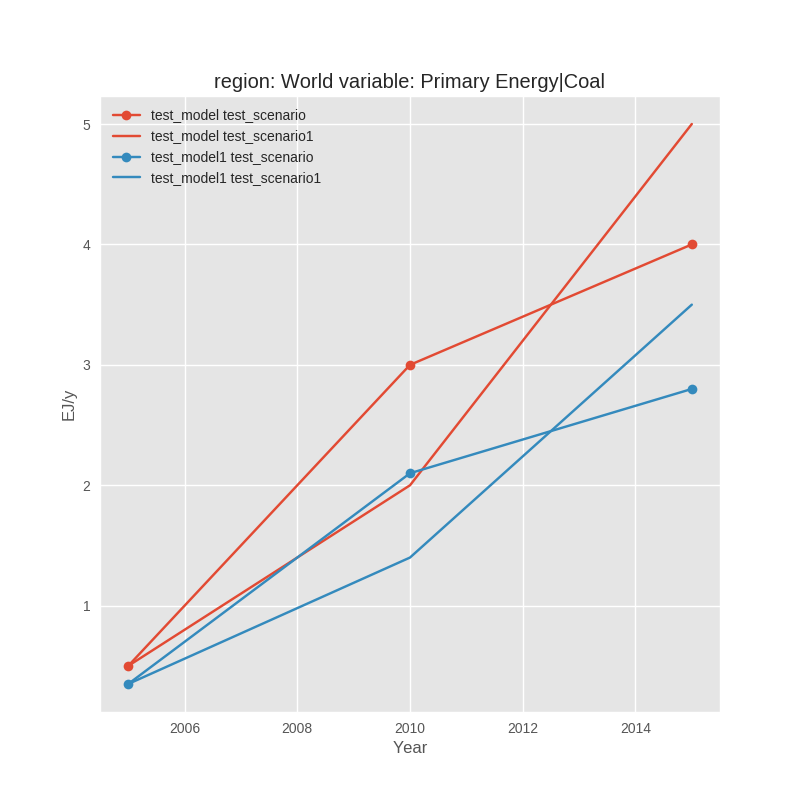 region: World variable: Primary Energy|Coal
test_model test_scenario
test_model test_scenario1
test_model1 test_scenario
test_model1 test_scenario1
5
4
3
2
1
EJ/y
2006 2008 2010 2012 2014
Year